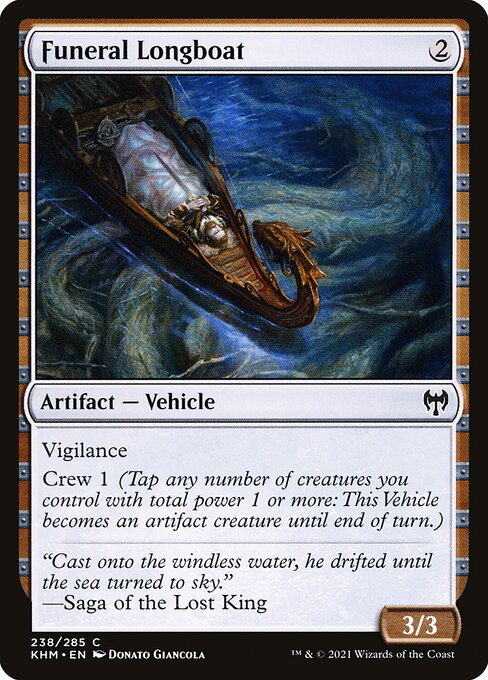 Funeral Longboat 2
Artifact — Vehicle
Vigilance
Crew 1 (Tap any number of creatures you
control with total power 1 or more: This Vehicle
becomes an artifact creature until end of turn.)
“Cast onto the windless water, he drifted until
the sea turned to sky.”
—Saga of the Lost King
3/3
238/285 C
KHM • EN Donato Giancola
™ & © 2021 Wizards of the Coast